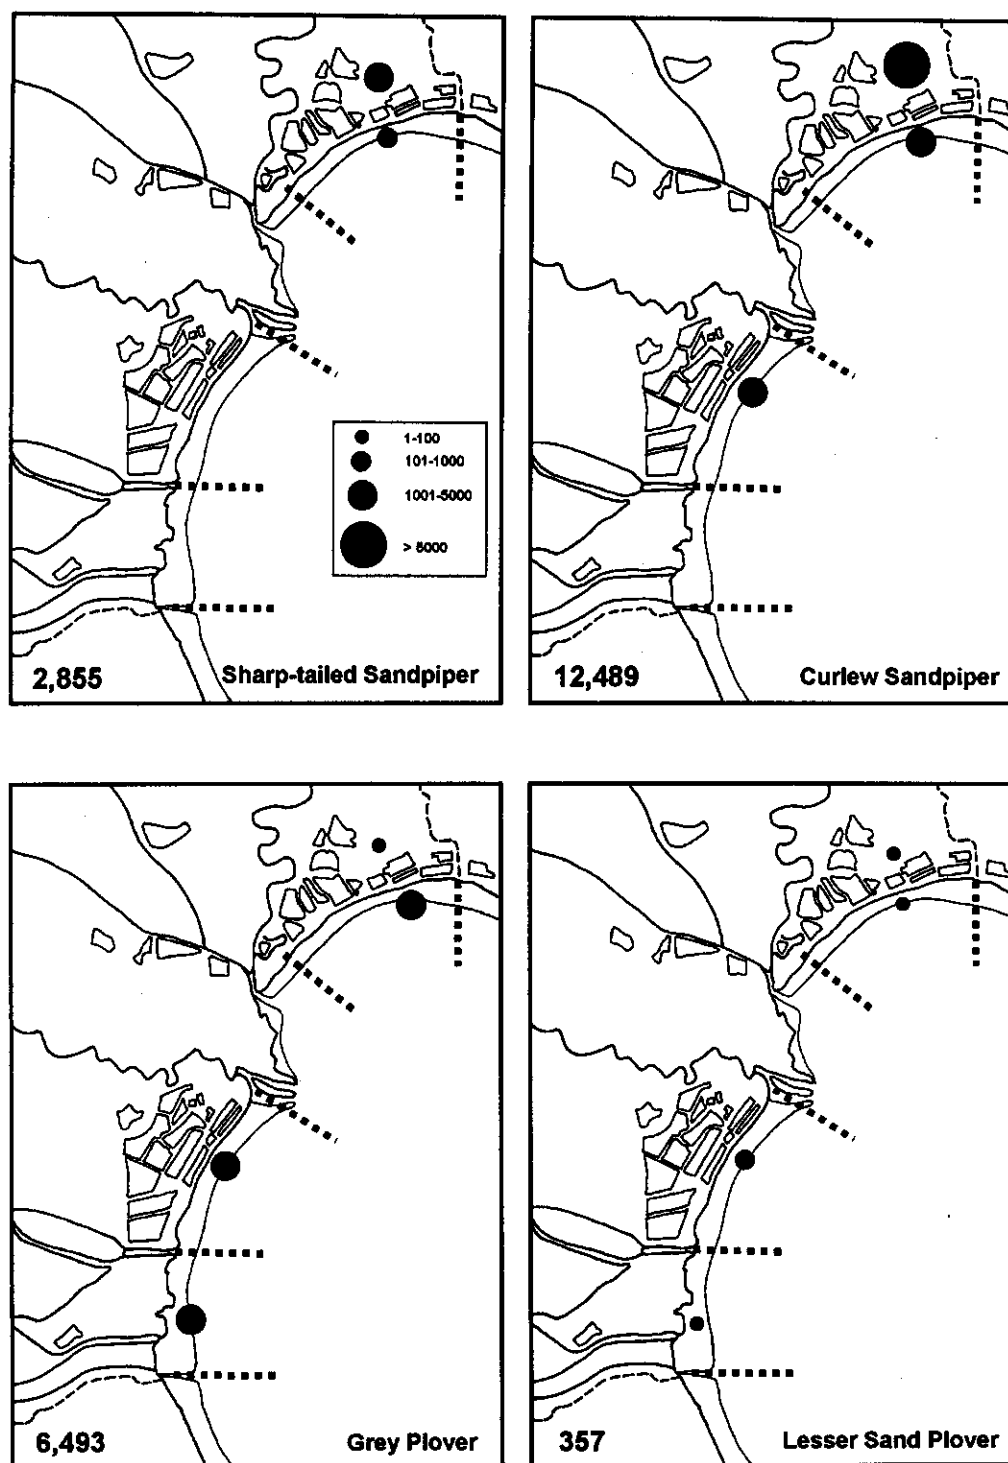 1-100
101-1000
1001-5000
> 5000
2,855 Sharp-tailed Sandpiper
12,489 Curlew Sandpiper
6,493 Grey Plover
357 Lesser Sand Plover